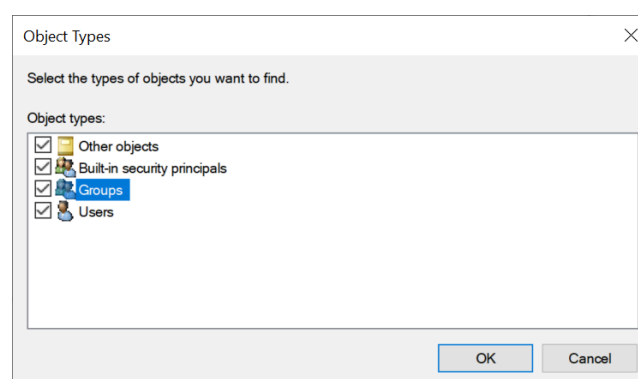 Object Types
Select the types of objects you want to find.
Object types:
Other objects
Built-in security principals
Groups
Users
OK Cancel